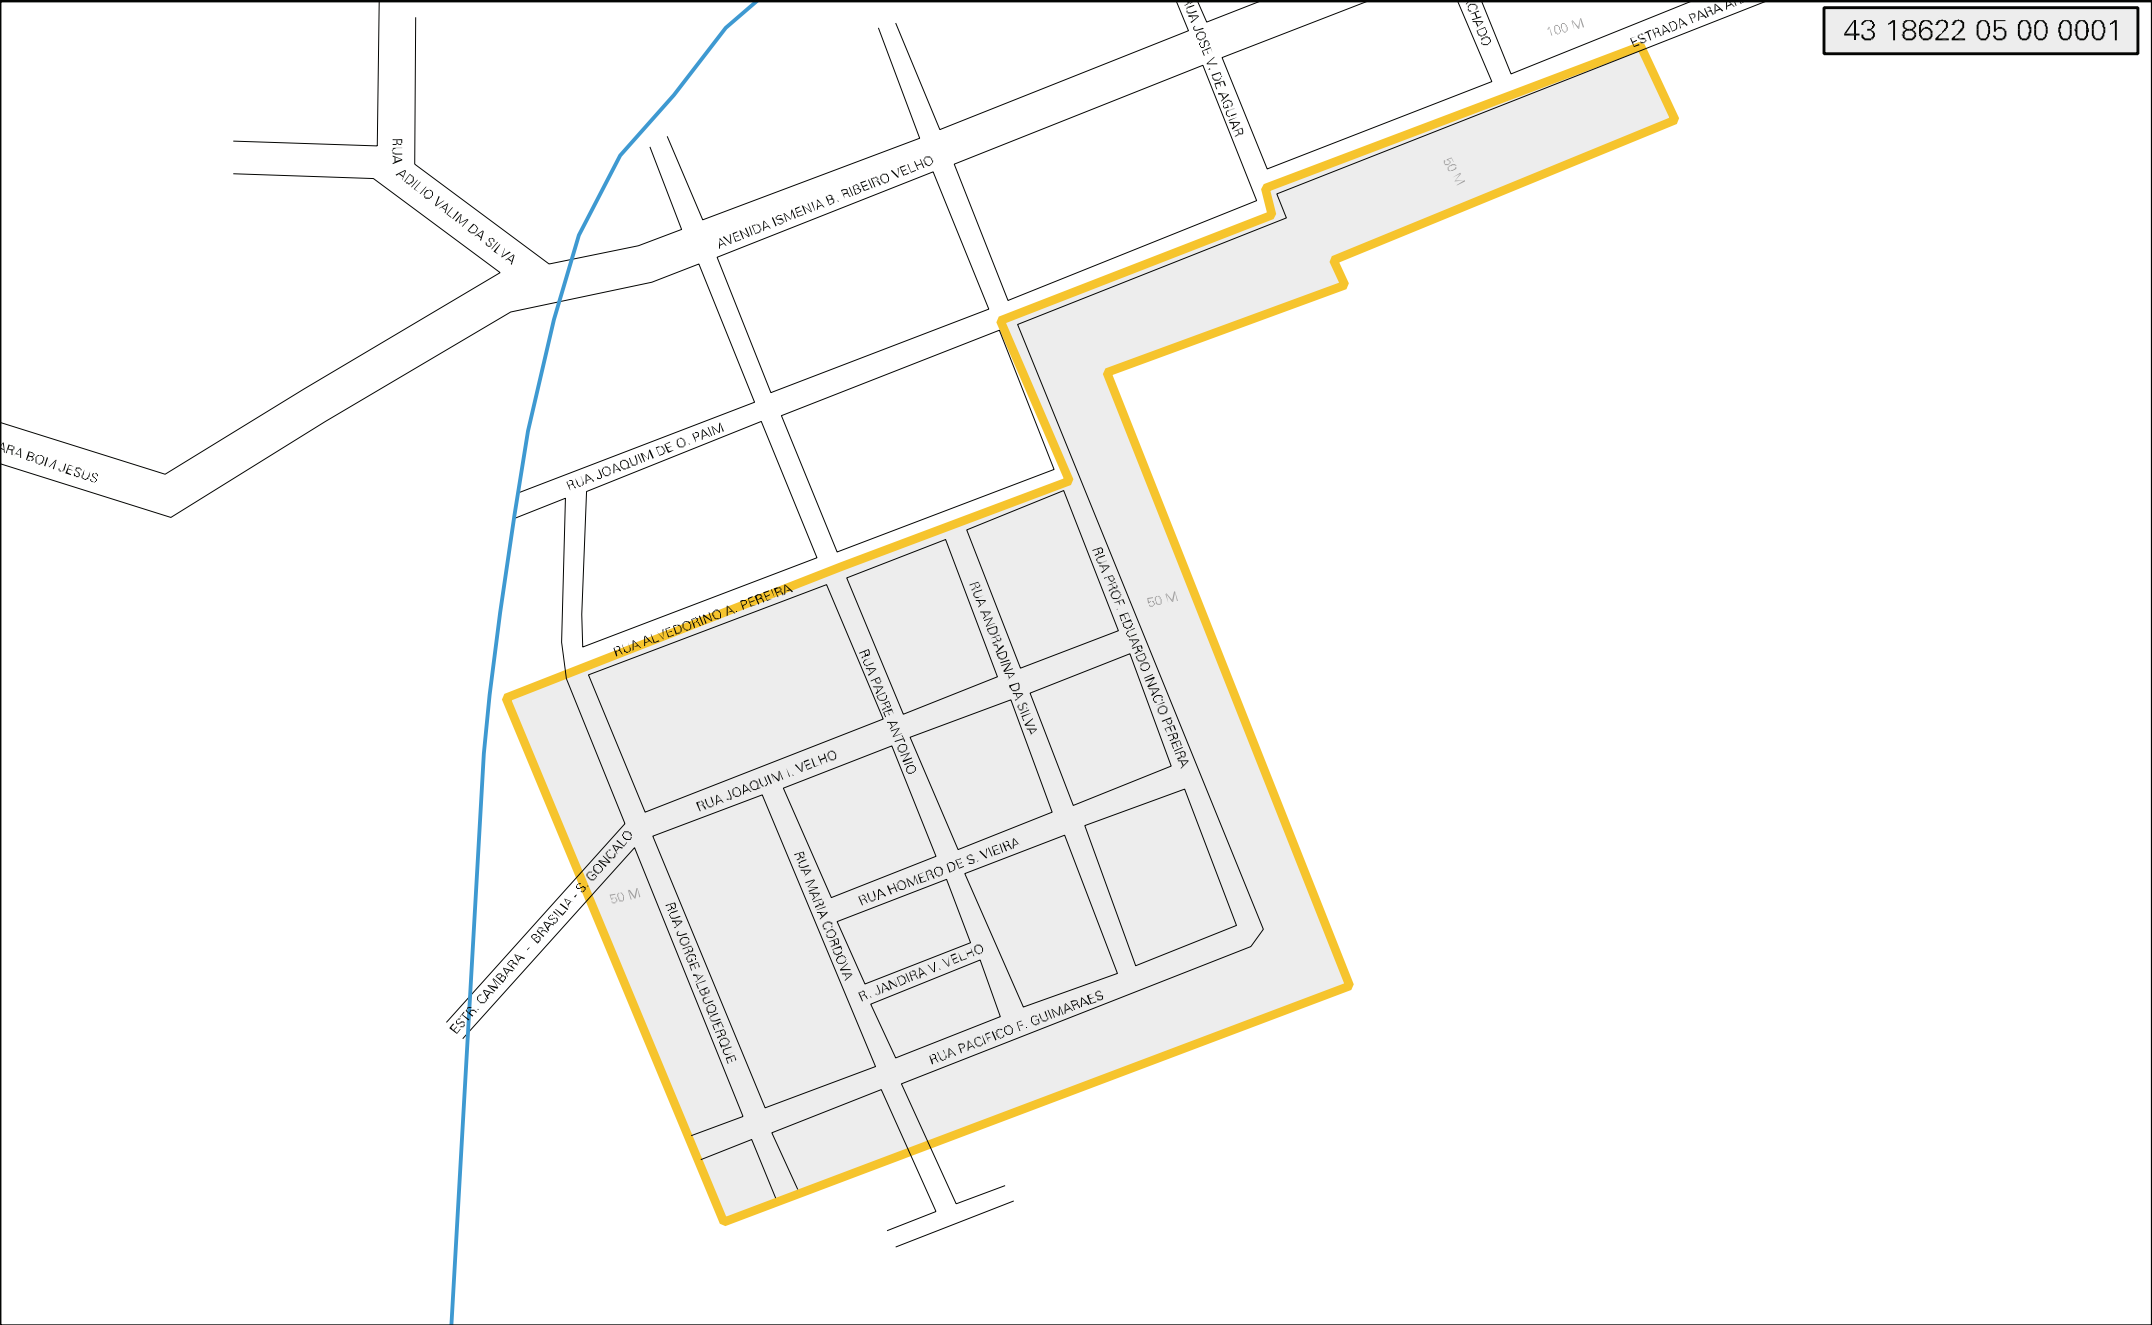 43 18622 05 00 0001
100 M
ESTRADA PARA
RUA JOSE V. DE AGUIAR
RUA ADILIO VALIM DA SILVA
AVENIDA ISMENIA B. RIBEIRO VELHO
50 M
RUA JOAQUIM DE O. PAIM
ARA BOM JESUS
RUA ALVEDORINO A. PEREIRA
RUA PROF. EDUARDO INACIO PEREIRA
50 M
RUA ANDRADINA DA SILVA
RUA PADRE ANTONIO
RUA JOAQUIM I. VELHO
ESTR. CAMBARA - BRASILIA - S. GONCALO
50 M
RUA HOMERO DE S. VIEIRA
RUA MARIA CORDOVA
RUA JORGE ALBUQUERQUE
R. JANDIRA V. VELHO
RUA PACIFICO F. GUIMARAES